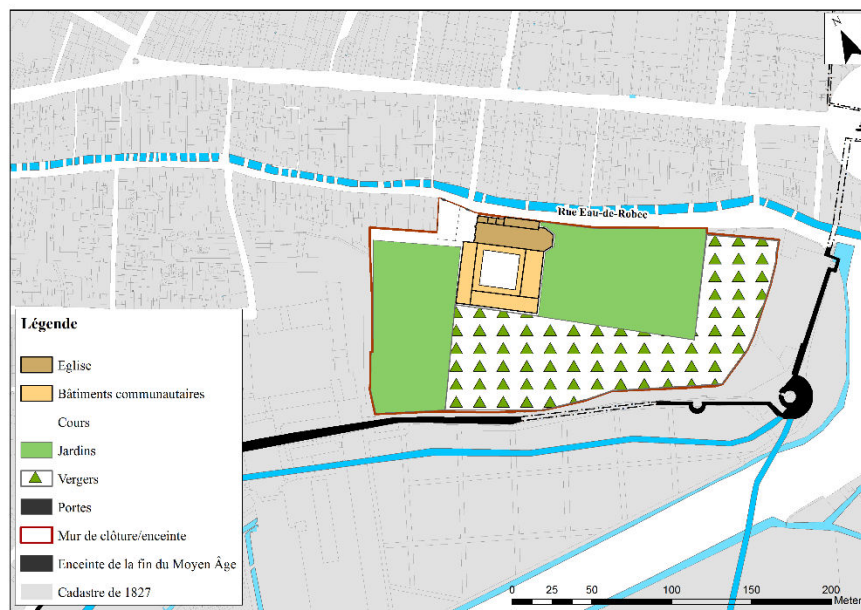 N
Rue Eau-de-Robec
Légende
Eglise
Bâtiments communautaires
Cours
Jardins
Vergers
Portes
Mur de clôture/enceinte
Enceinte de la fin du Moyen Âge
Cadastre de 1827
0 25 50 100 150 200
Meter